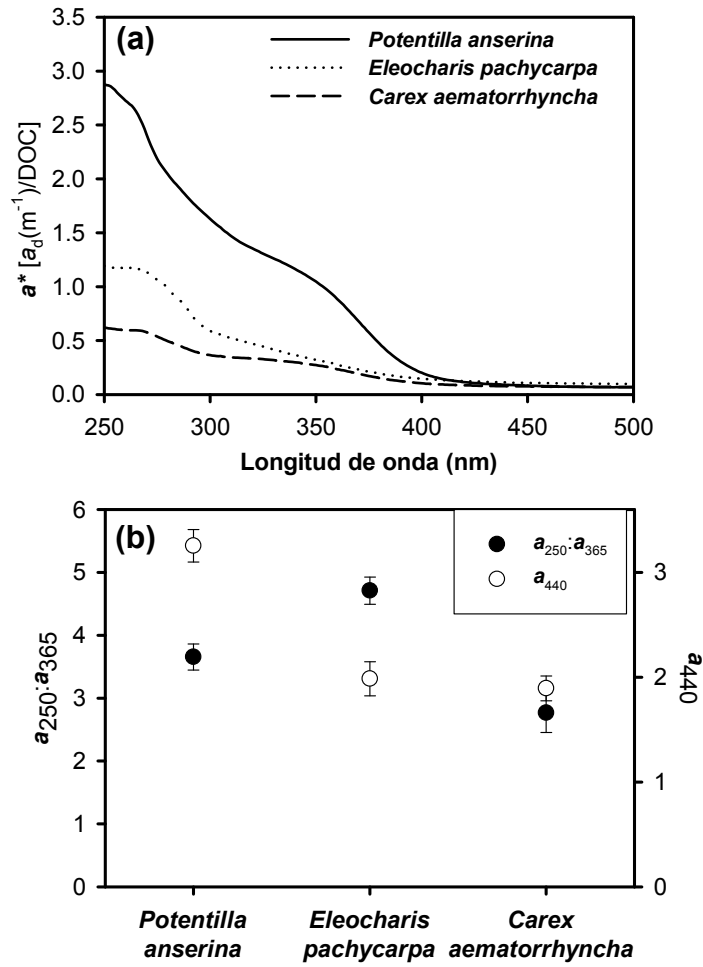 (a)
Potentilla anserina
Eleocharis pachycarpa
Carex aematorrhyncha
3.5
3.0
2.5
2.0
1.5
1.0
0.5
0.0
a* [a_d(m⁻¹)/DOC]
250 300 350 400 450 500
Longitud de onda (nm)
(b)
a₂₅₀:a₃₆₅
a₄₄₀
6
5
4
3
2
1
0
a₂₅₀:a₃₆₅
3
2
1
0
a₄₄₀
Potentilla anserina
Eleocharis pachycarpa
Carex aematorrhyncha